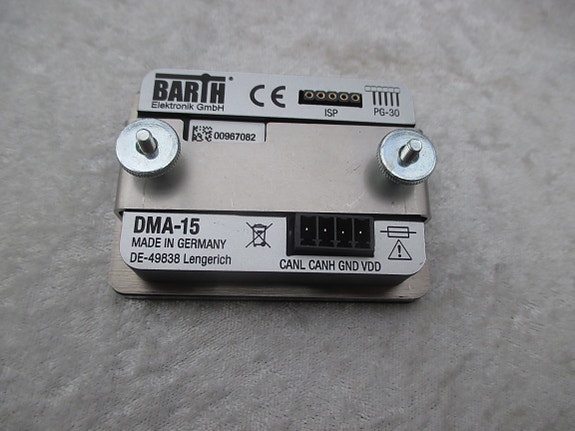 BARTH®
Elektronik GmbH
CE
ISP
PG-30
00967082
DMA-15
MADE IN GERMANY
DE-49838 Lengerich
CANL CANH GND VDD